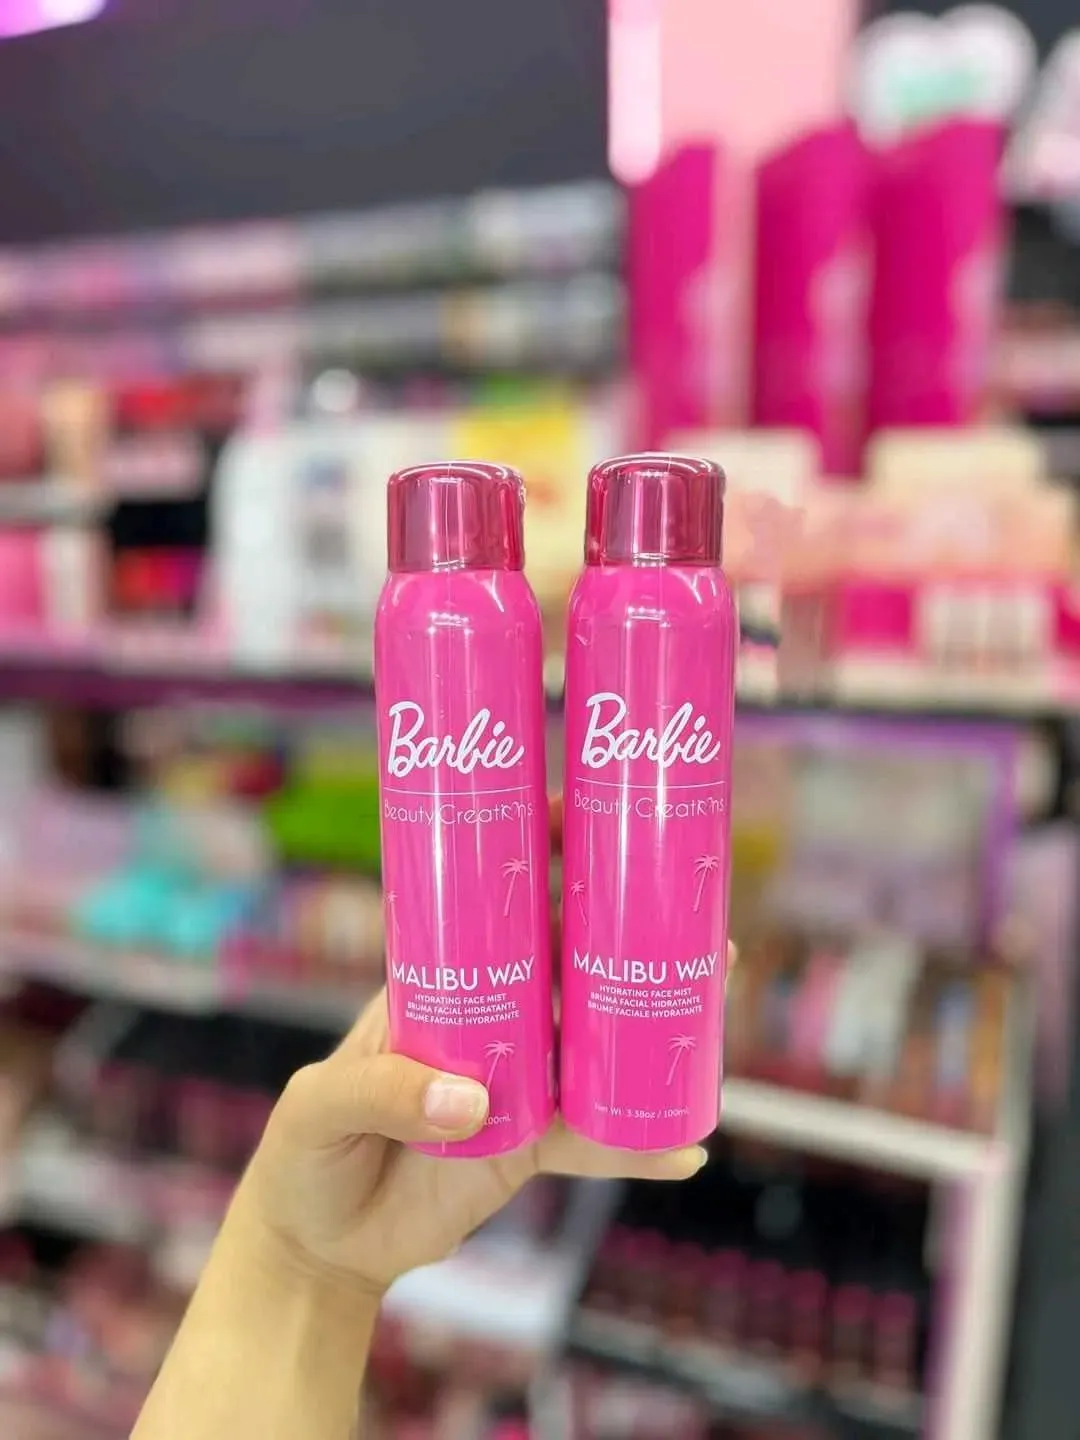 Barbie
Beauty Creations
MALIBU WAY
HYDRATING FACE MIST
BRUMA FACIAL HIDRATANTE
BRUME FACIALE HYDRATANTE
100mL
Barbie
Beauty Creations
MALIBU WAY
HYDRATING FACE MIST
BRUMA FACIAL HIDRATANTE
BRUME FACIALE HYDRATANTE
Net Wt 3.38oz / 100mL